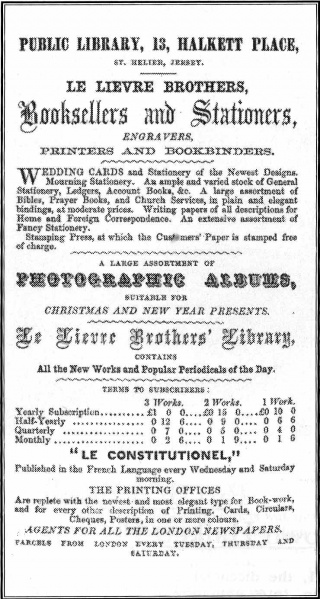 PUBLIC LIBRARY, 13, HALKETT PLACE,
ST. HELIER, JERSEY.
LE LIEVRE BROTHERS,
Booksellers and Stationers,
ENGRAVERS,
PRINTERS AND BOOKBINDERS.
WEDDING CARDS and Stationery of the Newest Designs.
Mourning Stationery. An ample and varied stock of General
Stationery, Ledgers, Account Books, &c. A large assortment of
Bibles, Prayer Books, and Church Services, in plain and elegant
bindings, at moderate prices. Writing papers of all descriptions for
Home and Foreign Correspondence. An extensive assortment of
Fancy Stationery.
Stamping Press, at which the Customers' Paper is stamped free
of charge.
A LARGE ASSORTMENT OF
PHOTOGRAPHIC ALBUMS,
SUITABLE FOR
CHRISTMAS AND NEW YEAR PRESENTS.
Le Lievre Brothers' Library,
CONTAINS
All the New Works and Popular Periodicals of the Day.
TERMS TO SUBSCRIBERS:
3 Works. 2 Works. 1 Work.
Yearly Subscription.......... £1 0 0.... £0 15 0.... £0 10 0
Half-Yearly .................. 0 12 6.... 0 9 0.... 0 6 6
Quarterly .................... 0 7 0.... 0 5 0.... 0 4 0
Monthly ...................... 0 2 6.... 0 1 9.... 0 1 6
"LE CONSTITUTIONEL,"
Published in the French Language every Wednesday and Saturday
morning.
THE PRINTING OFFICES
Are replete with the newest and most elegant type for Book-work,
and for every other description of Printing. Cards, Circulars,
Cheques, Posters, in one or more colours.
AGENTS FOR ALL THE LONDON NEWSPAPERS.
PARCELS FROM LONDON EVERY TUESDAY, THURSDAY AND
SATURDAY.